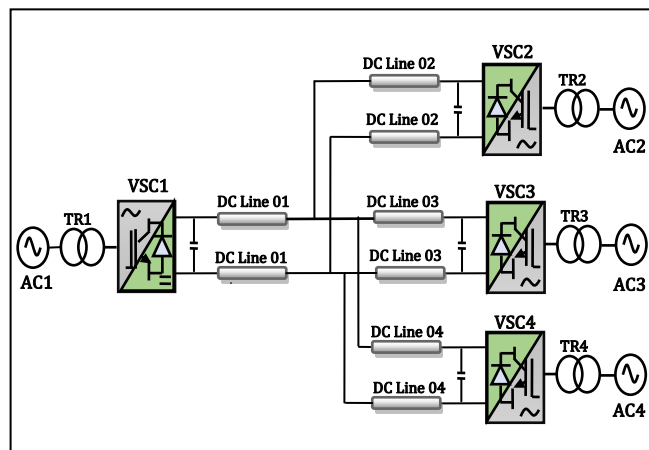 VSC2
DC Line 02
TR2
DC Line 02
AC2
VSC1
VSC3
DC Line 01
DC Line 03
TR1
TR3
DC Line 01
DC Line 03
AC1
AC3
VSC4
DC Line 04
TR4
DC Line 04
AC4